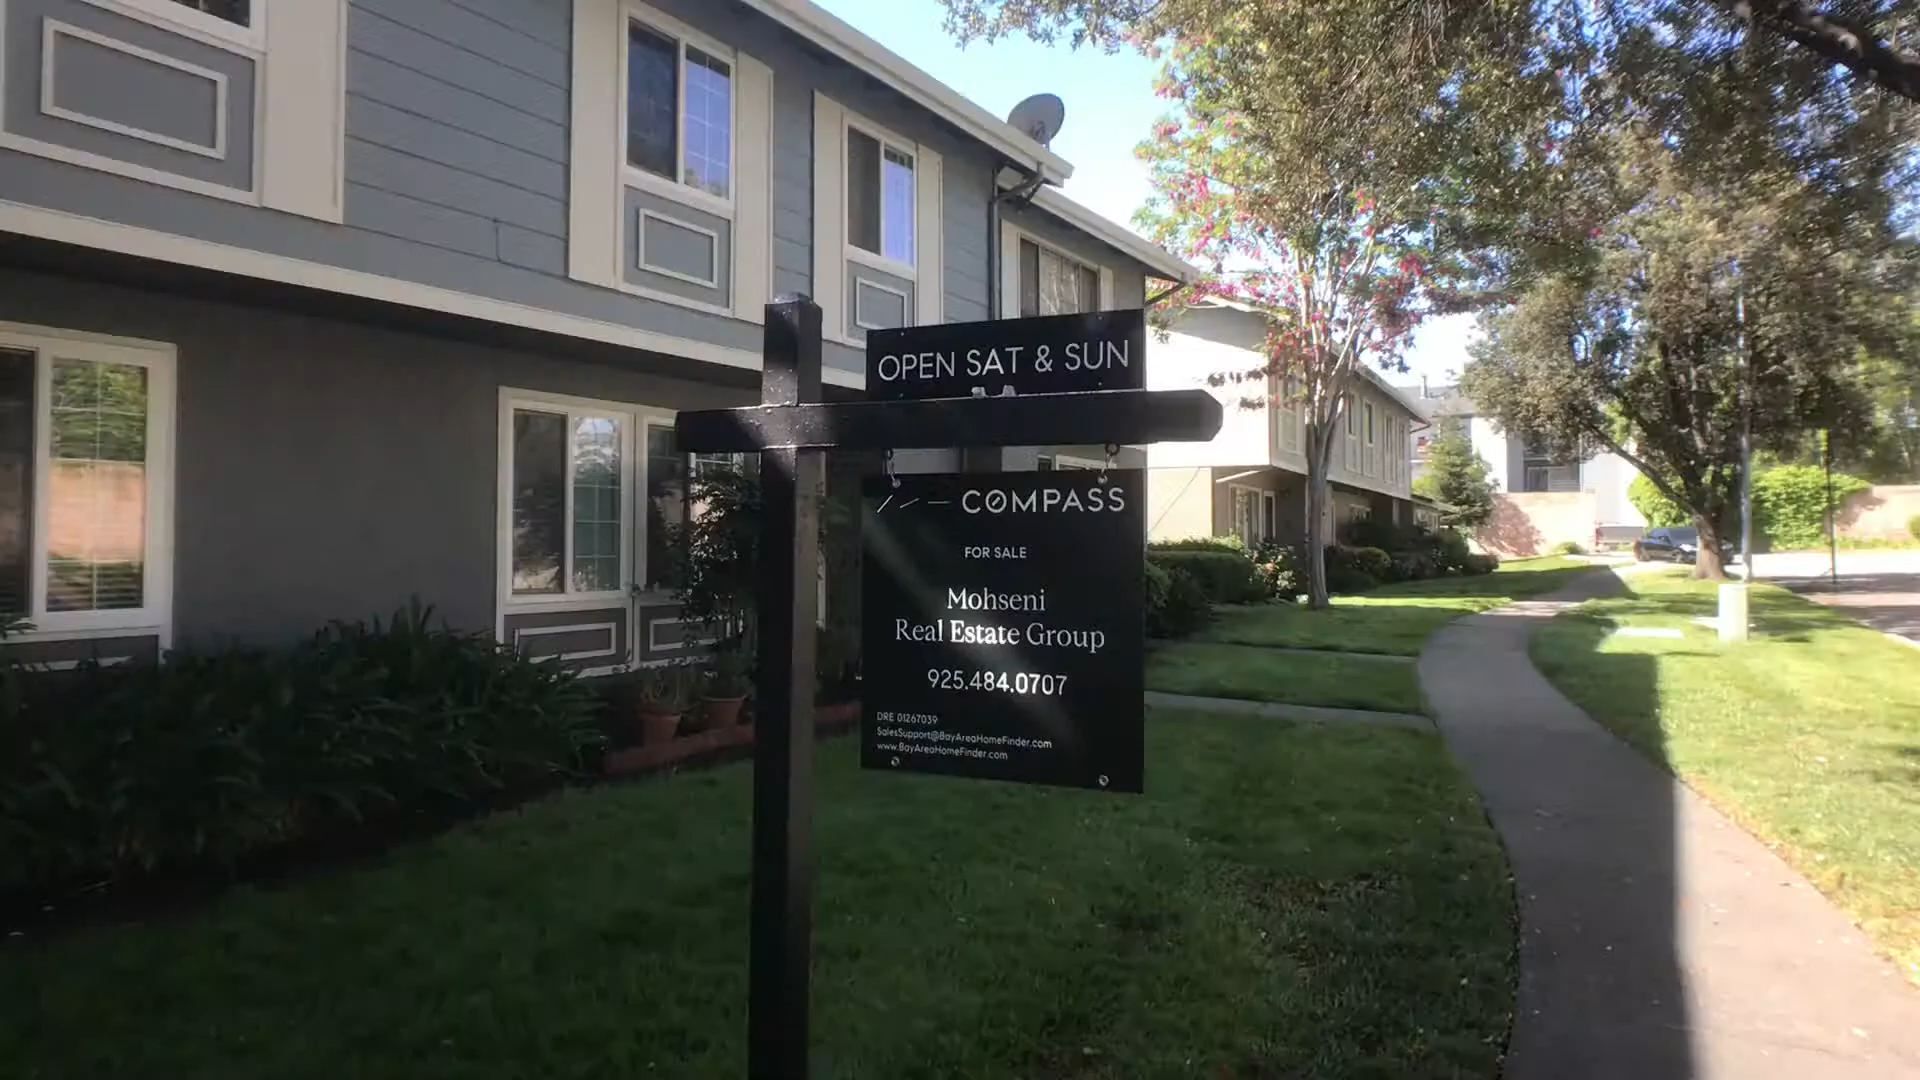 OPEN SAT & SUN
COMPASS
FOR SALE
Mohseni
Real Estate Group
925.484.0707
DRE 01267039
SalesSupport@BayAreaHomeFinder.com
www.BayAreaHomeFinder.com